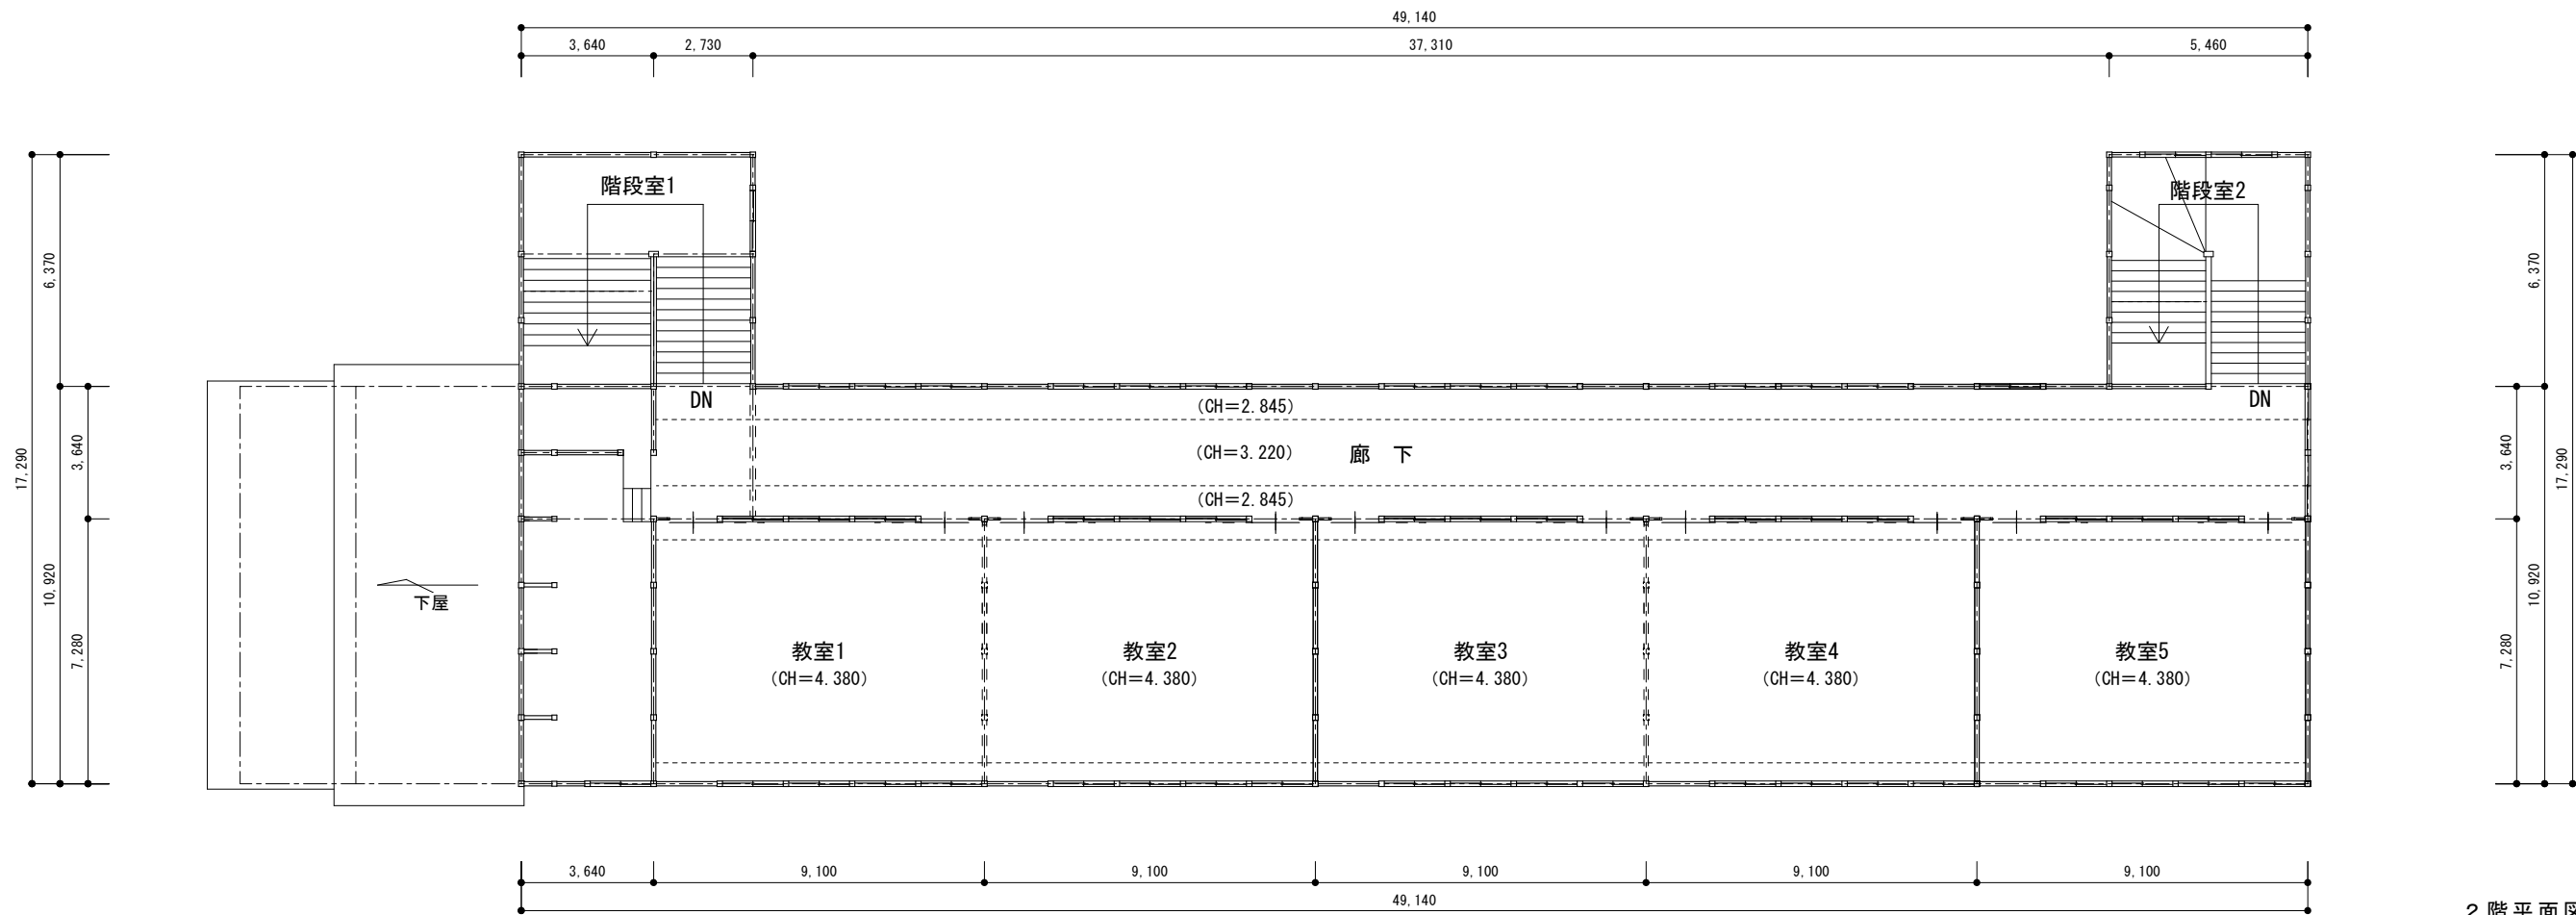 49,140
3,640
2,730
37,310
5,460
階段室1
階段室2
17,290
6,370
3,640
10,920
7,280
6,370
3,640
10,920
7,280
17,290
DN
DN
(CH=2.845)
(CH=3.220)
廊 下
(CH=2.845)
下屋
教室1
(CH=4.380)
教室2
(CH=4.380)
教室3
(CH=4.380)
教室4
(CH=4.380)
教室5
(CH=4.380)
3,640
9,100
9,100
9,100
9,100
9,100
49,140
2階平面図